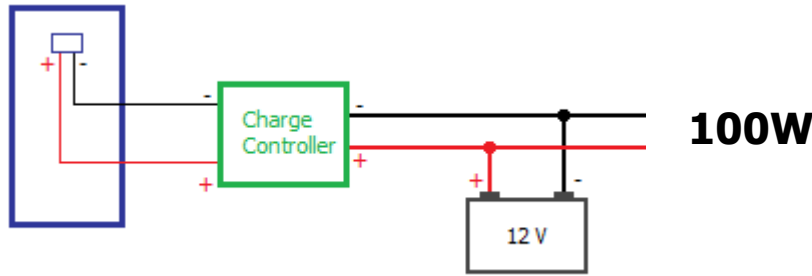 + -
-
Charge
Controller
-
100W
+
+
+ -
12 V